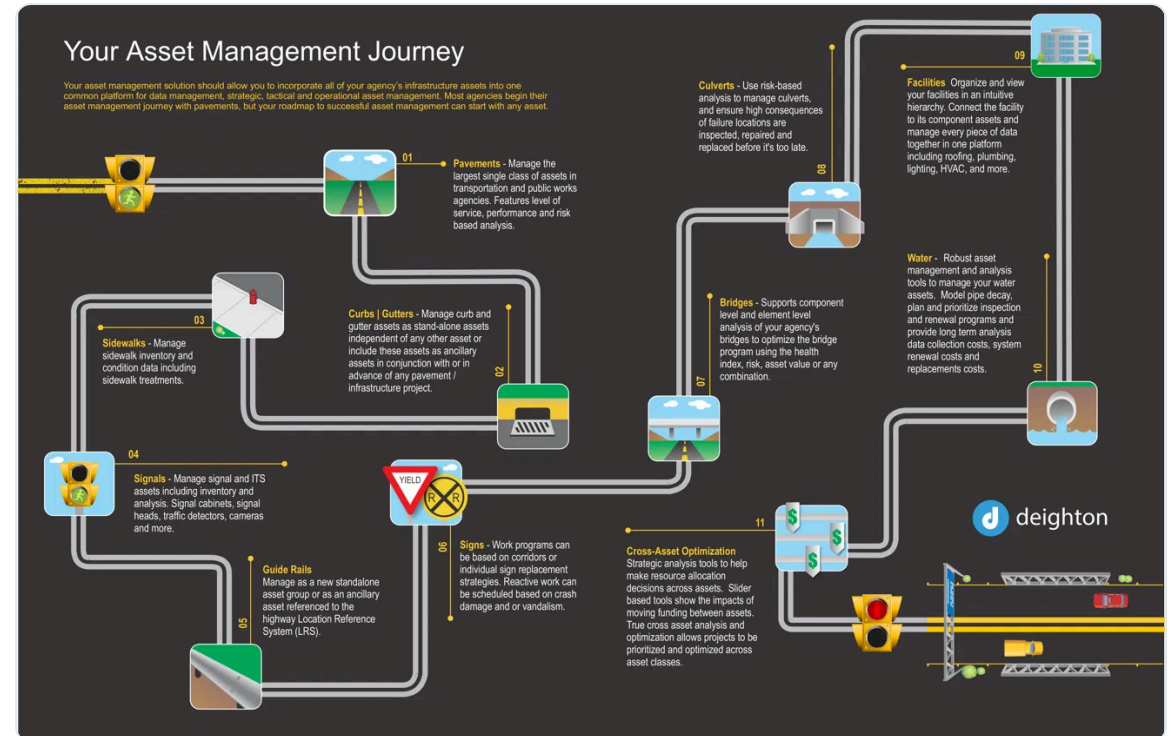 Your Asset Management Journey
Your asset management solution should allow you to incorporate all of your agency's infrastructure assets into one
common platform for data management, strategic, tactical and operational asset management. Most agencies begin their
asset management journey with pavements, but your roadmap to successful asset management can start with any asset.
01
Pavements - Manage the
largest single class of assets in
transportation and public works
agencies. Features level of
service, performance and risk
based analysis.
02
Curbs | Gutters - Manage curb and
gutter assets as stand-alone assets
independent of any other asset or
include these assets as ancillary
assets in conjunction with or in
advance of any pavement /
infrastructure project.
03
Sidewalks - Manage
sidewalk inventory and
condition data including
sidewalk treatments.
04
Signals - Manage signal and ITS
assets including inventory and
analysis. Signal cabinets, signal
heads, traffic detectors, cameras
and more.
05
Guide Rails
Manage as a new standalone
asset group or as an ancillary
asset referenced to the
highway Location Reference
System (LRS).
YIELD
R R
06
Signs - Work programs can
be based on corridors or
individual sign replacement
strategies. Reactive work can
be scheduled based on crash
damage and or vandalism.
07
Bridges - Supports component
level and element level
analysis of your agency's
bridges to optimize the bridge
program using the health
index, risk, asset value or any
combination.
08
Culverts - Use risk-based
analysis to manage culverts,
and ensure high consequences
of failure locations are
inspected, repaired and
replaced before it's too late.
09
Facilities Organize and view
your facilities in an intuitive
hierarchy. Connect the facility
to its component assets and
manage every piece of data
together in one platform
including roofing, plumbing,
lighting, HVAC, and more.
10
Water - Robust asset
management and analysis
tools to manage your water
assets. Model pipe decay,
plan and prioritize inspection
and renewal programs and
provide long term analysis
data collection costs, system
renewal costs and
replacements costs.
11
$
$
$
Cross-Asset Optimization
Strategic analysis tools to help
make resource allocation
decisions across assets. Slider
based tools show the impacts of
moving funding between assets.
True cross asset analysis and
optimization allows projects to be
prioritized and optimized across
asset classes.
d deighton